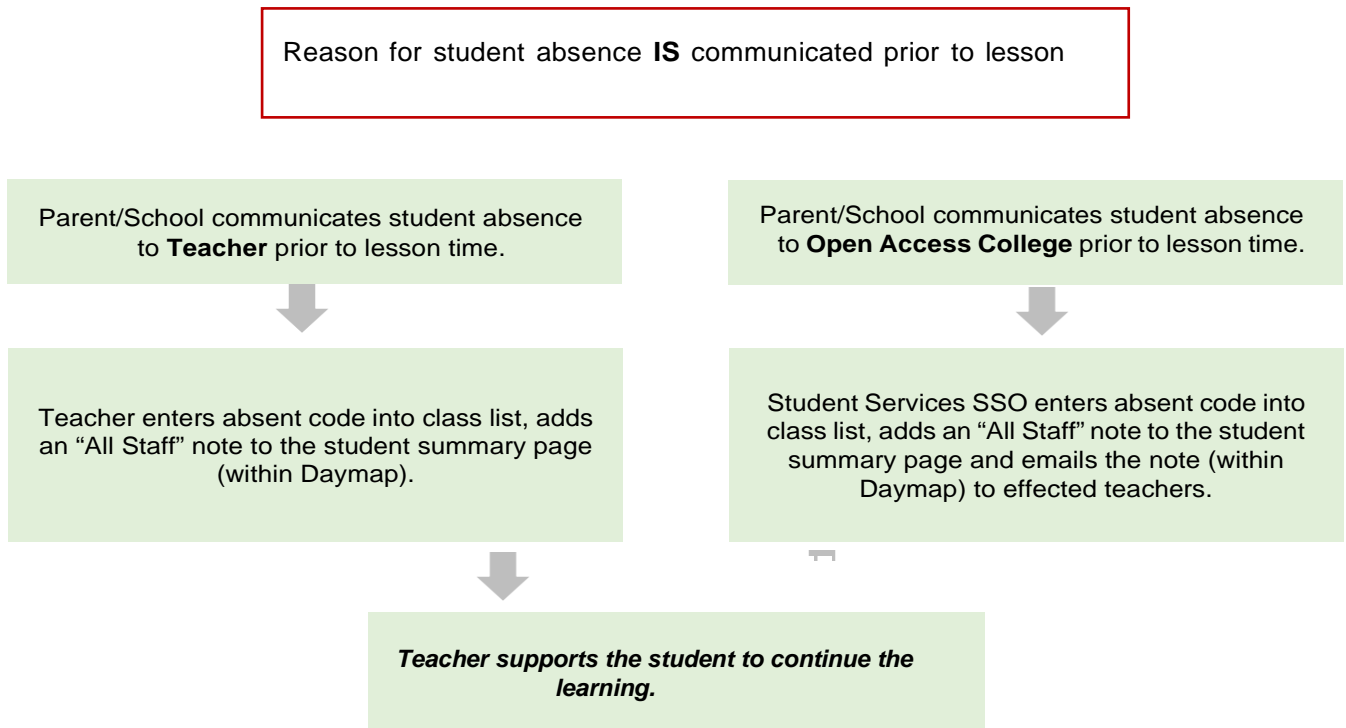 Reason for student absence IS communicated prior to lesson
Parent/School communicates student absence
to Teacher prior to lesson time.
Parent/School communicates student absence
to Open Access College prior to lesson time.
Teacher enters absent code into class list, adds
an “All Staff” note to the student summary page
(within Daymap).
Student Services SSO enters absent code into
class list, adds an “All Staff” note to the student
summary page and emails the note (within
Daymap) to effected teachers.
Teacher supports the student to continue the
learning.